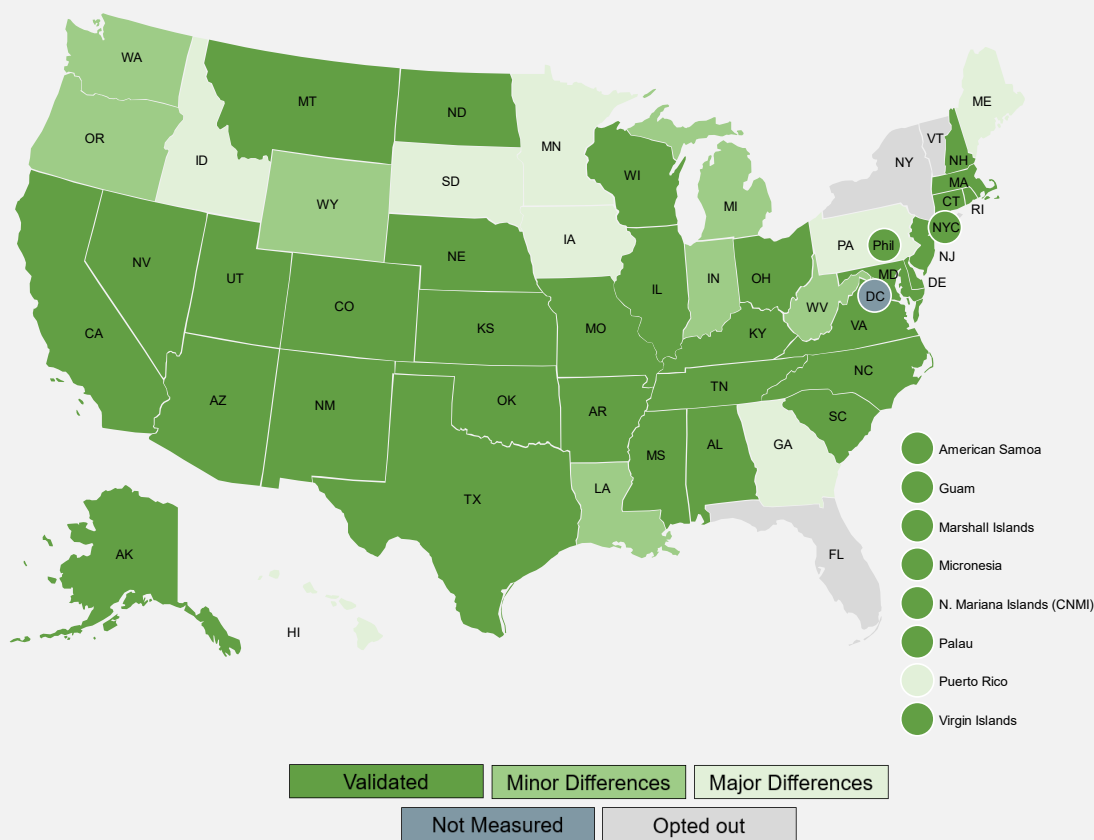 WA
MT
ND
ME
OR
ID
MN
VT
NY
NH
SD
WI
MA
WY
MI
CT
RI
NYC
IA
PA
Phil
NV
NE
NJ
UT
IN
OH
MD
DE
IL
DC
CO
WV
CA
KS
MO
KY
VA
NC
TN
AZ
NM
OK
AR
SC
MS
AL
GA
American Samoa
LA
Guam
TX
Marshall Islands
AK
FL
Micronesia
N. Mariana Islands (CNMI)
HI
Palau
Puerto Rico
Virgin Islands
Validated
Minor Differences
Major Differences
Not Measured
Opted out